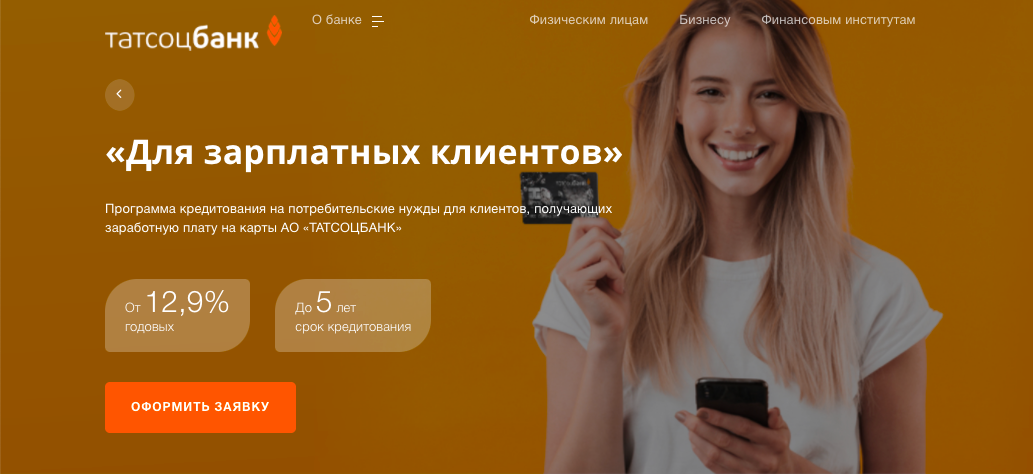 татсоцбанк
О банке
Физическим лицам
Бизнесу
Финансовым институтам
«Для зарплатных клиентов»
Программа кредитования на потребительские нужды для клиентов, получающих
заработную плату на карты АО «ТАТСОЦБАНК»
От 12,9%
годовых
До 5 лет
срок кредитования
ОФОРМИТЬ ЗАЯВКУ